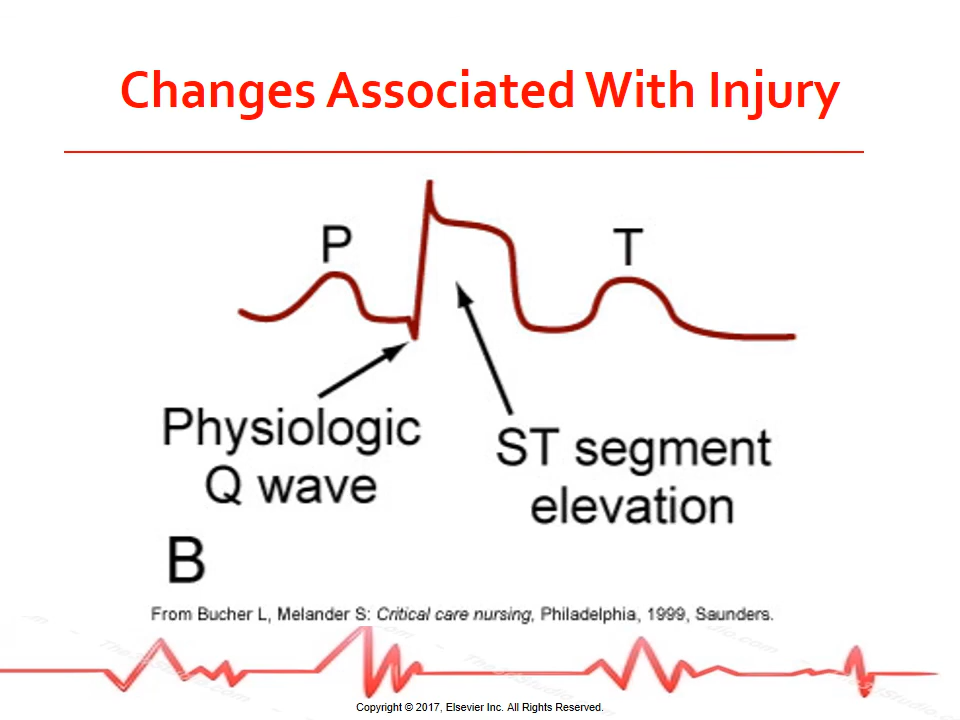 Changes Associated With Injury
P
T
Physiologic
Q wave
ST segment
elevation
B
From Bucher L, Melander S: Critical care nursing, Philadelphia, 1999, Saunders.
Copyright © 2017, Elsevier Inc. All Rights Reserved.